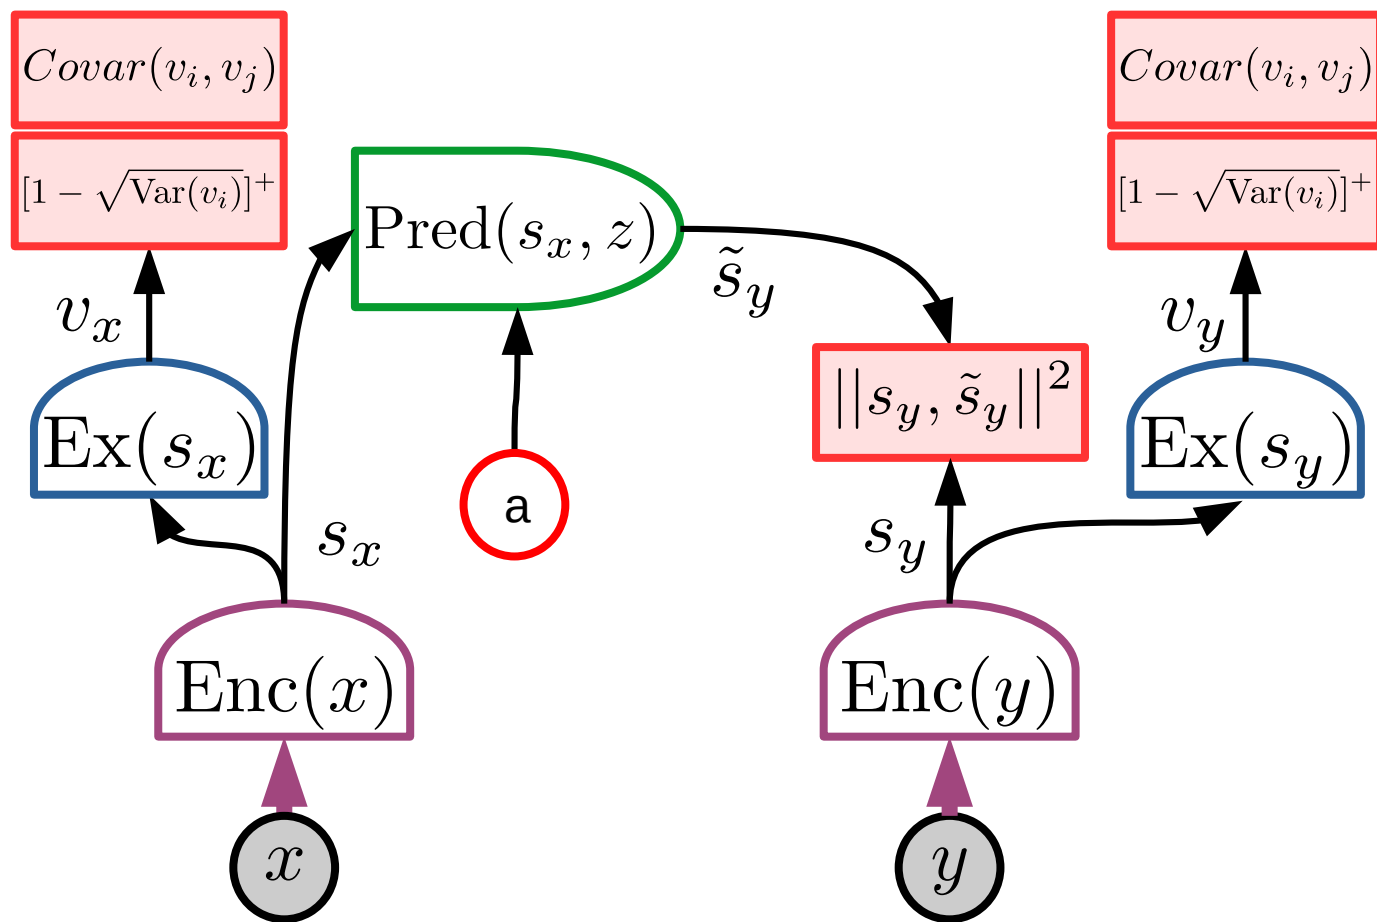 Covar(v_i, v_j)
Covar(v_i, v_j)
[1 − √Var(v_i)]⁺
[1 − √Var(v_i)]⁺
Pred(s_x, z)
s̃_y
v_x
v_y
||s_y, s̃_y||²
Ex(s_x)
Ex(s_y)
a
s_x
s_y
Enc(x)
Enc(y)
x
y